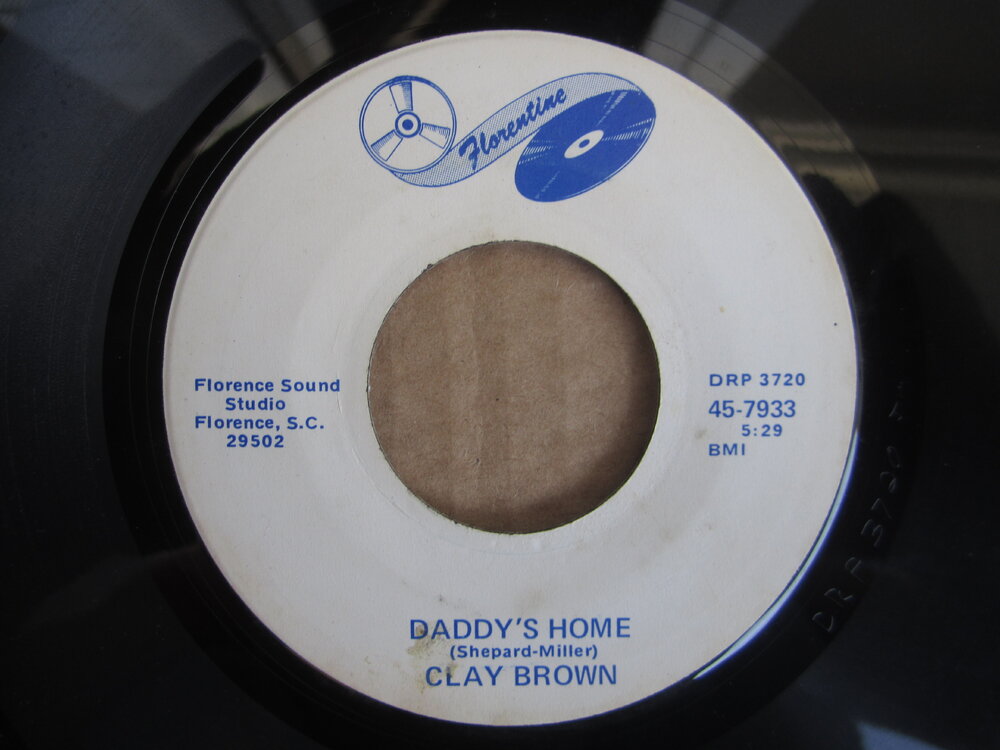 Florentine
Florence Sound
Studio
Florence, S.C.
29502
DRP 3720
45-7933
5:29
BMI
DADDY'S HOME
(Shepard-Miller)
CLAY BROWN
DRA 3720